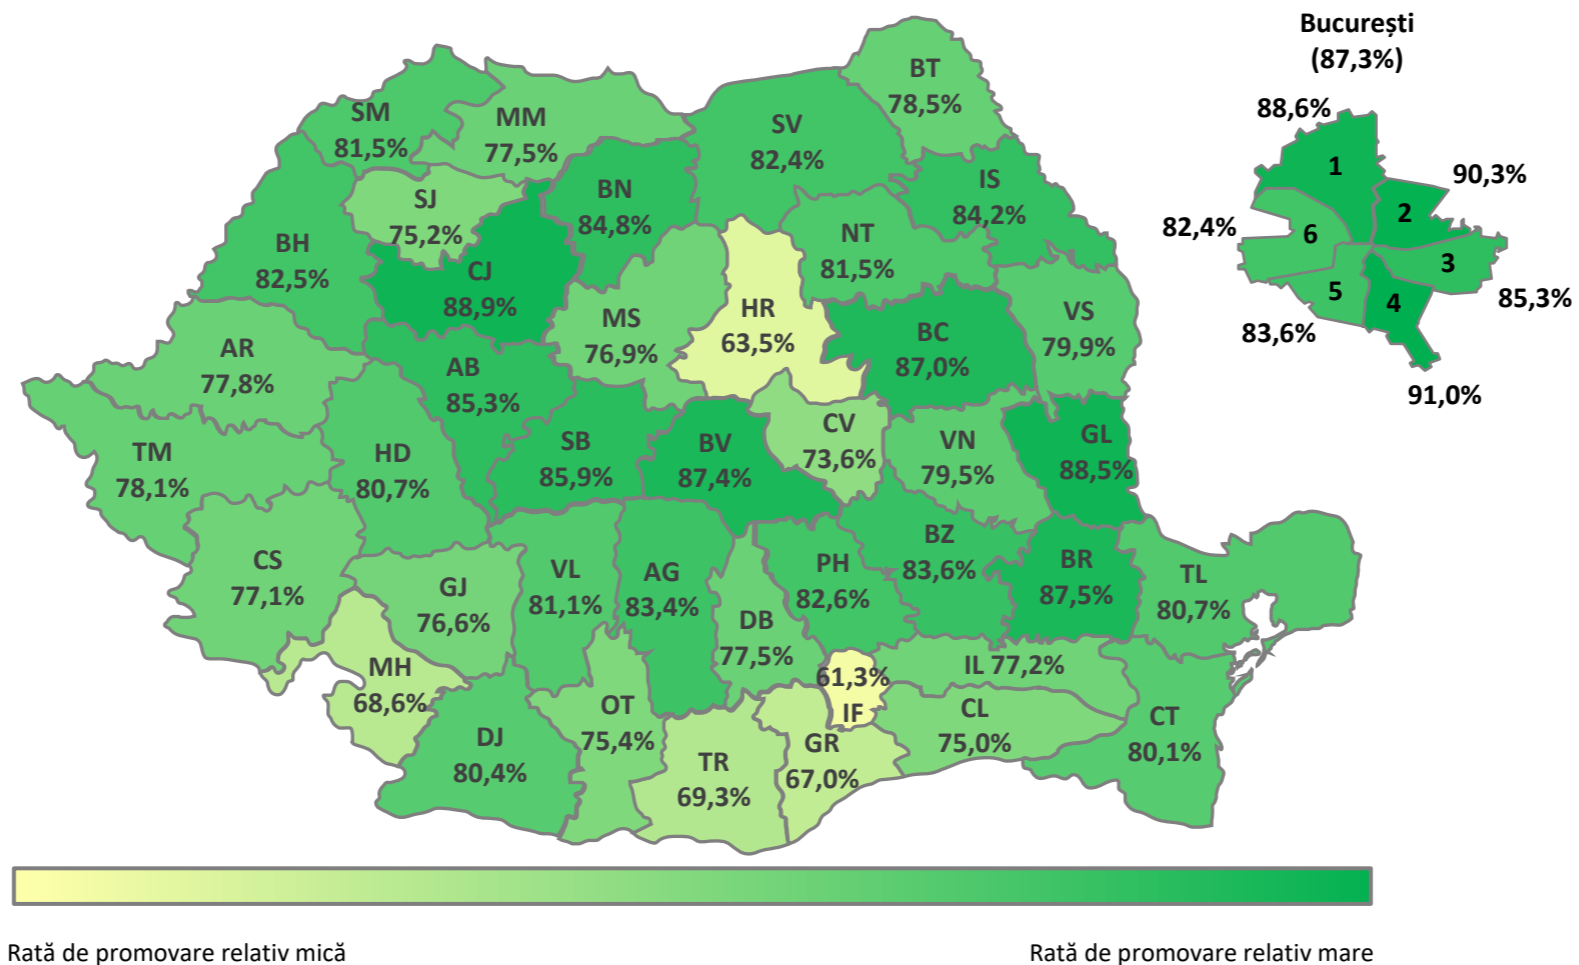 București
(87,3%)
88,6%
1
90,3%
2
82,4%
6
3
85,3%
5
4
83,6%
91,0%
BT
78,5%
SM
81,5%
MM
77,5%
SV
82,4%
IS
84,2%
BN
84,8%
SJ
75,2%
BH
82,5%
NT
81,5%
CJ
88,9%
HR
63,5%
MS
76,9%
VS
79,9%
BC
87,0%
AR
77,8%
AB
85,3%
CV
73,6%
GL
88,5%
TM
78,1%
HD
80,7%
SB
85,9%
BV
87,4%
VN
79,5%
BZ
83,6%
CS
77,1%
GJ
76,6%
VL
81,1%
AG
83,4%
PH
82,6%
BR
87,5%
TL
80,7%
DB
77,5%
MH
68,6%
61,3%
IF
IL 77,2%
OT
75,4%
CL
75,0%
CT
80,1%
DJ
80,4%
TR
69,3%
GR
67,0%
Rată de promovare relativ mică
Rată de promovare relativ mare